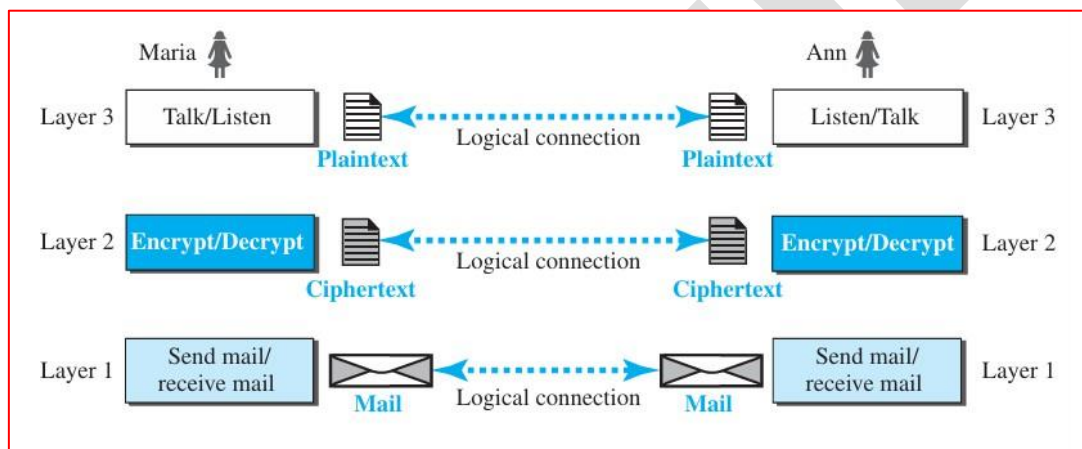 Maria
Ann
Layer 3
Talk/Listen
Plaintext
Logical connection
Plaintext
Listen/Talk
Layer 3
Layer 2
Encrypt/Decrypt
Ciphertext
Logical connection
Ciphertext
Encrypt/Decrypt
Layer 2
Layer 1
Send mail/
receive mail
Mail
Logical connection
Mail
Send mail/
receive mail
Layer 1